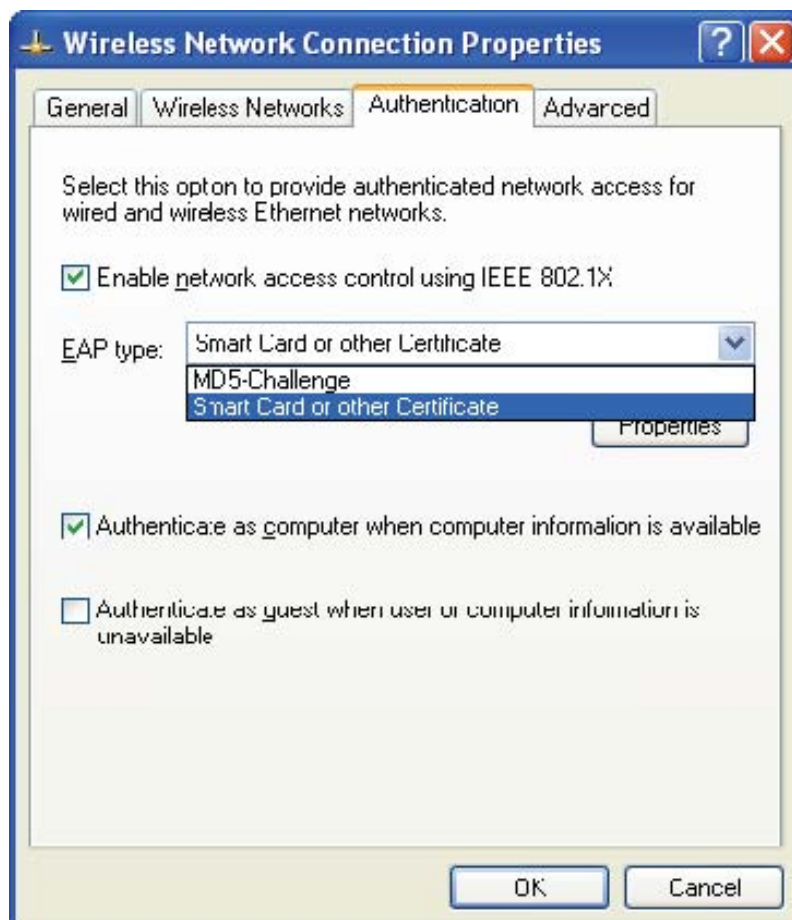 Wireless Network Connection Properties
General Wireless Networks Authentication Advanced
Select this option to provide authenticated network access for
wired and wireless Ethernet networks.
Enable network access control using IEEE 802.1X
EAP type: Smart Card or other Certificate
MD5-Challenge
Smart Card or other Certificate
Properties
Authenticate as computer when computer information is available
Authenticate as guest when user or computer information is
unavailable
OK Cancel